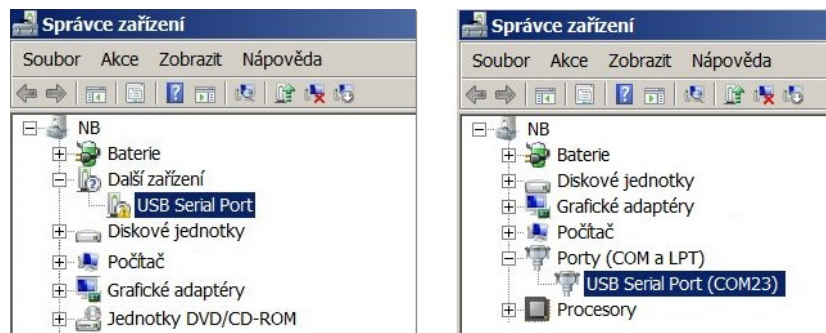 Správce zařízení
Soubor Akce Zobrazit Nápověda
NB
Baterie
Další zařízení
USB Serial Port
Diskové jednotky
Počítač
Grafické adaptéry
Jednotky DVD/CD-ROM
Správce zařízení
Soubor Akce Zobrazit Nápověda
NB
Baterie
Diskové jednotky
Grafické adaptéry
Počítač
Porty (COM a LPT)
USB Serial Port (COM23)
Procesory